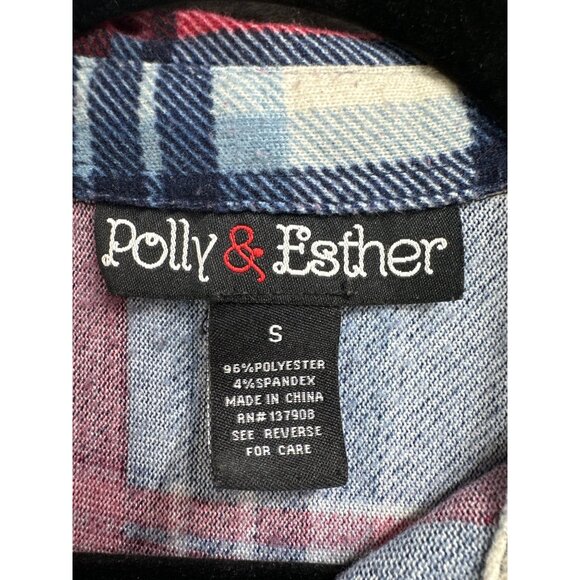 Polly & Esther
S
96%POLYESTER
4%SPANDEX
MADE IN CHINA
RN#137908
SEE REVERSE
FOR CARE